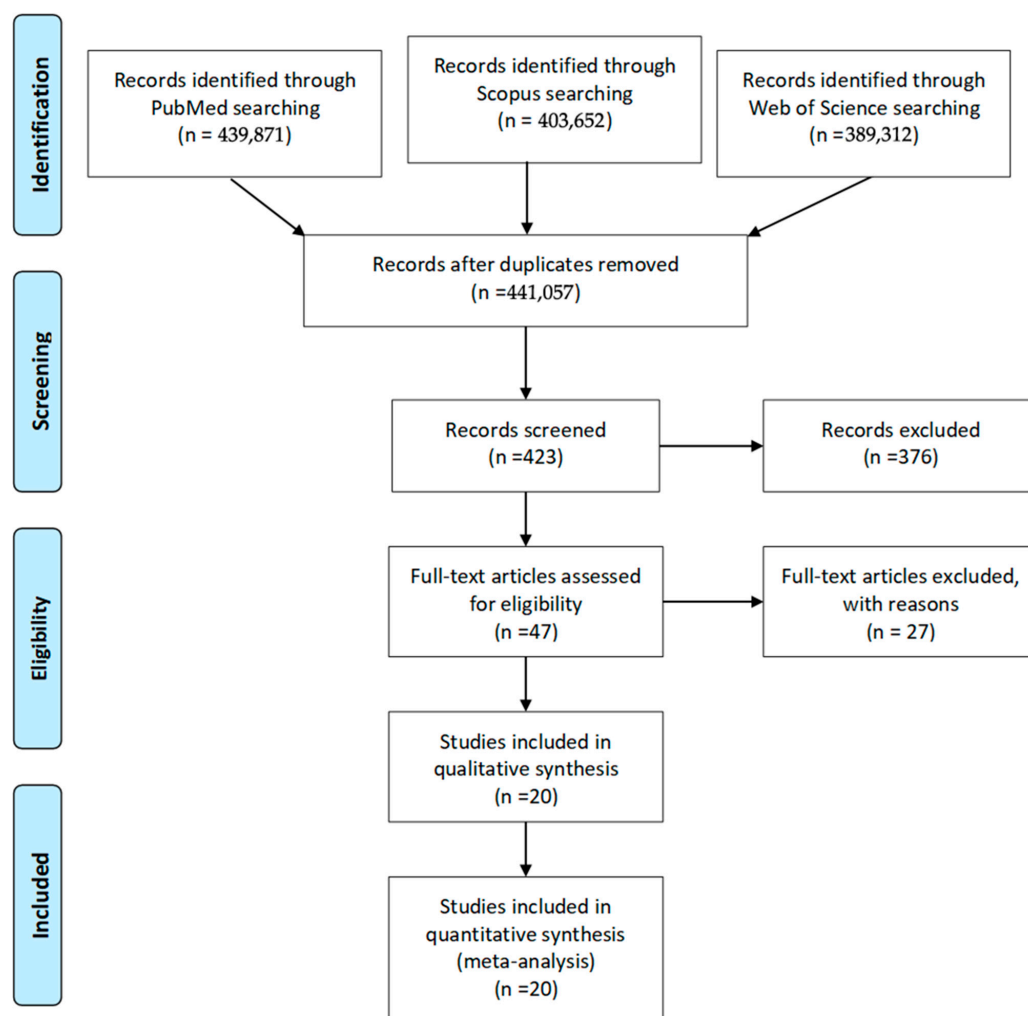 Identification
Records identified through
PubMed searching
(n = 439,871)
Records identified through
Scopus searching
(n = 403,652)
Records identified through
Web of Science searching
(n =389,312)
Records after duplicates removed
(n =441,057)
Screening
Records screened
(n =423)
Records excluded
(n =376)
Eligibility
Full-text articles assessed
for eligibility
(n =47)
Full-text articles excluded,
with reasons
(n = 27)
Studies included in
qualitative synthesis
(n =20)
Included
Studies included in
quantitative synthesis
(meta-analysis)
(n =20)